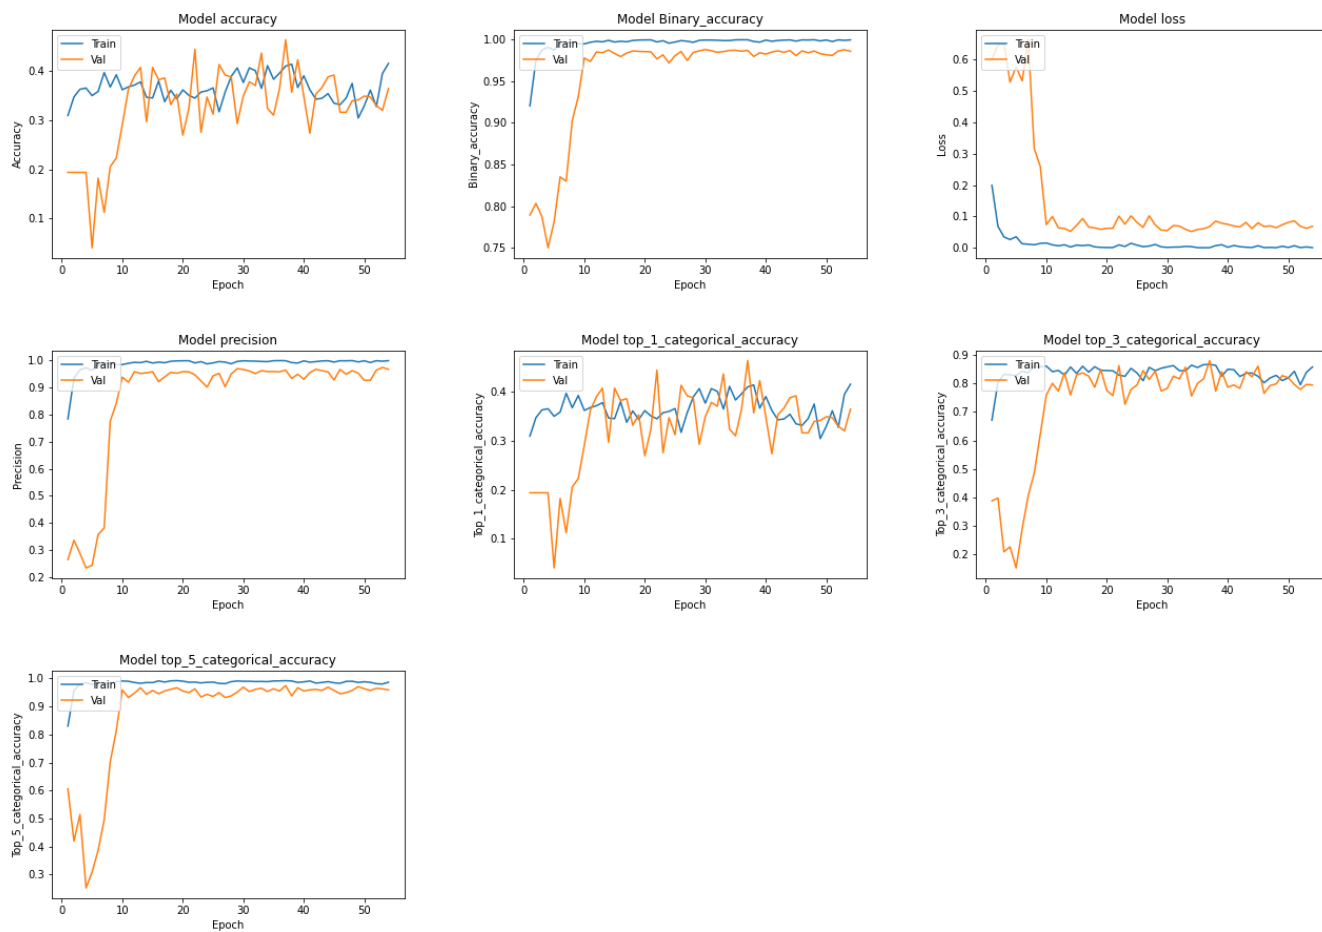 Model accuracy
Train
Val
0.4
0.3
0.2
0.1
Accuracy
0 10 20 30 40 50
Epoch
Model Binary_accuracy
Train
Val
1.00
0.95
0.90
0.85
0.80
0.75
Binary_accuracy
0 10 20 30 40 50
Epoch
Model loss
Train
Val
0.6
0.5
0.4
0.3
0.2
0.1
0.0
Loss
0 10 20 30 40 50
Epoch
Model precision
Train
Val
1.0
0.9
0.8
0.7
0.6
0.5
0.4
0.3
0.2
Precision
0 10 20 30 40 50
Epoch
Model top_1_categorical_accuracy
Train
Val
0.4
0.3
0.2
0.1
Top_1_categorical_accuracy
0 10 20 30 40 50
Epoch
Model top_3_categorical_accuracy
Train
Val
0.9
0.8
0.7
0.6
0.5
0.4
0.3
0.2
Top_3_categorical_accuracy
0 10 20 30 40 50
Epoch
Model top_5_categorical_accuracy
Train
Val
1.0
0.9
0.8
0.7
0.6
0.5
0.4
0.3
Top_5_categorical_accuracy
0 10 20 30 40 50
Epoch